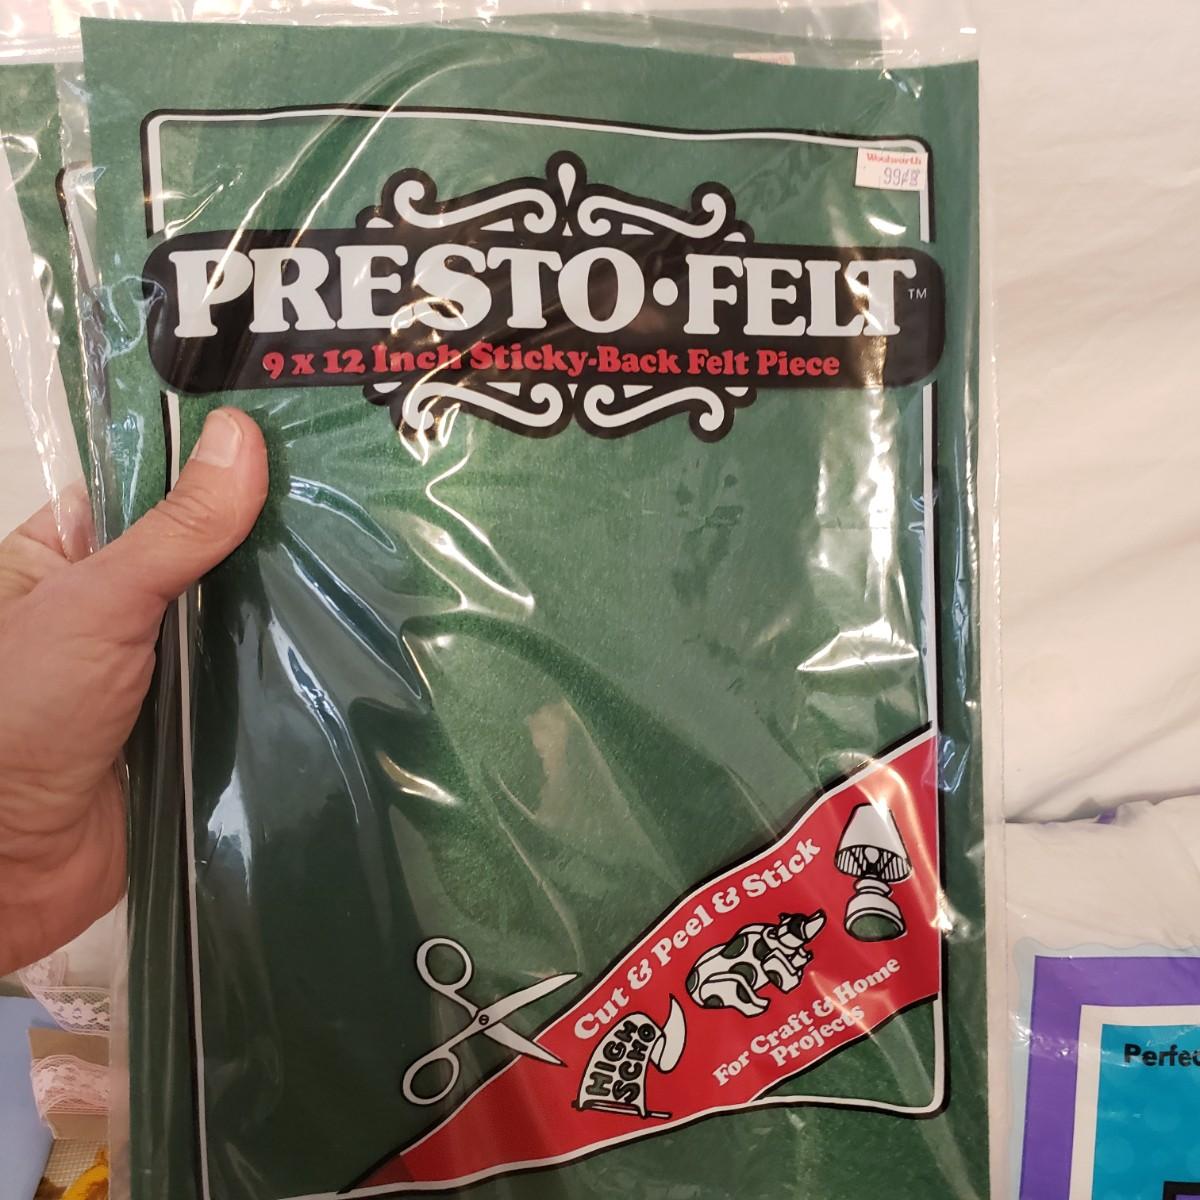 Woolworth
99¢
PRESTO•FELT™
9 x 12 Inch Sticky-Back Felt Piece
Cut & Peel & Stick
HIGH
SCHO
For Craft & Home
Projects